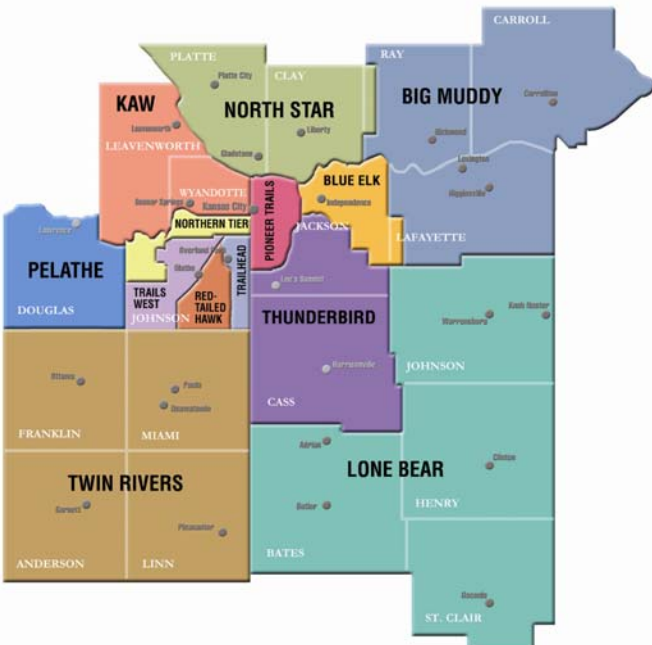 CARROLL
PLATTE
RAY
CLAY
Platte City
KAW
NORTH STAR
BIG MUDDY
Carrollton
Leavenworth
Liberty
Richmond
LEAVENWORTH
Gladstone
Lexington
WYANDOTTE
BLUE ELK
Higginsville
Bonner Springs
Kansas City
Independence
PIONEER TRAILS
JACKSON
NORTHERN TIER
LAFAYETTE
Lawrence
Overland Park
PELATHE
Olathe
TRAILHEAD
TRAILS
WEST
Lee's Summit
RED-
TAILED
HAWK
DOUGLAS
JOHNSON
THUNDERBIRD
Warrensburg
Knob Noster
JOHNSON
Harrisonville
Ottawa
Paola
Osawatomie
CASS
FRANKLIN
MIAMI
Adrian
LONE BEAR
Clinton
TWIN RIVERS
Garnett
Butler
HENRY
Pleasanton
ANDERSON
LINN
BATES
Osceola
ST. CLAIR